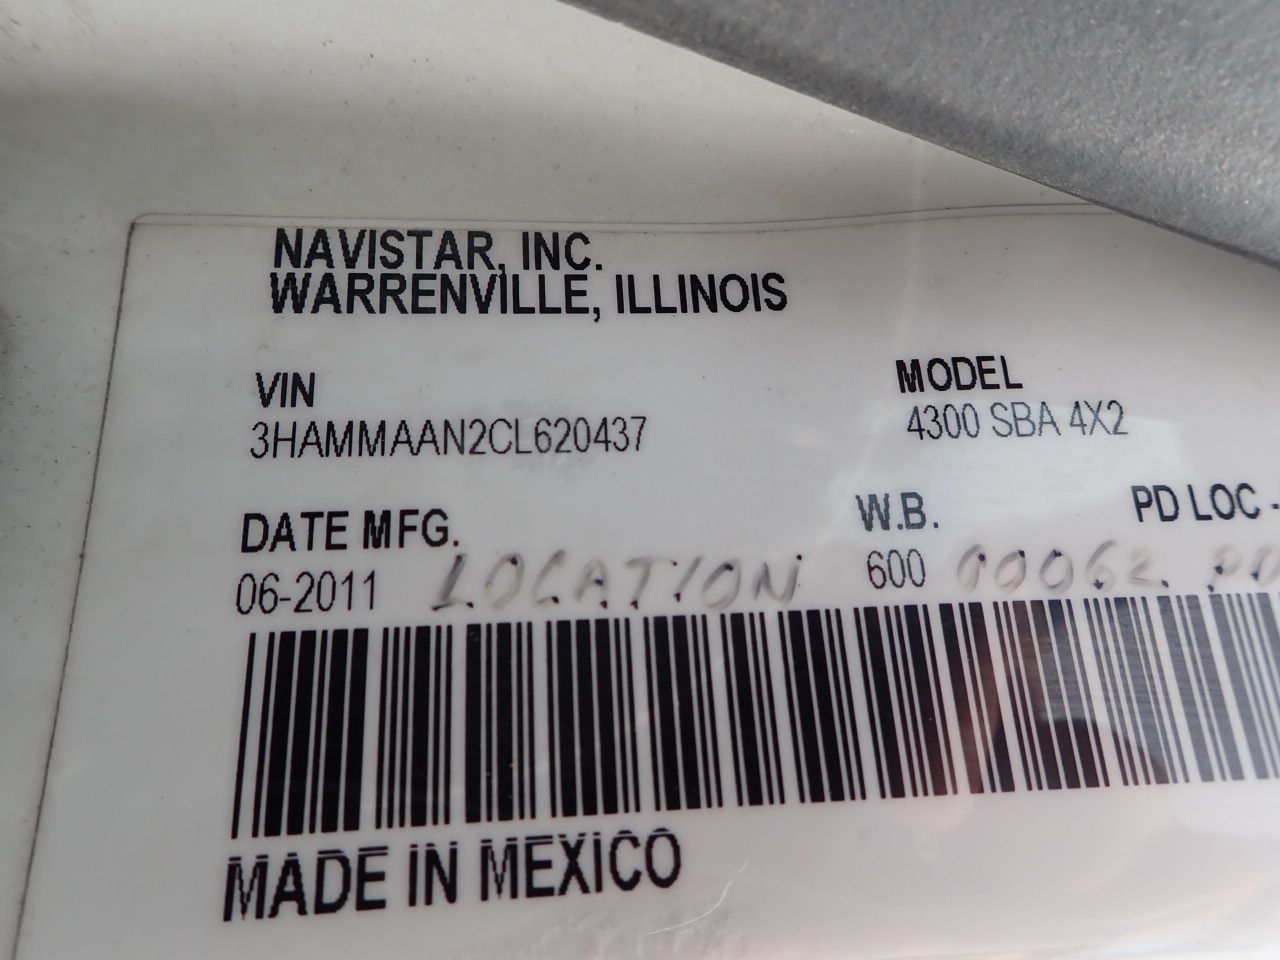 NAVISTAR, INC.
WARRENVILLE, ILLINOIS
VIN
3HAMMAAN2CL620437
MODEL
4300 SBA 4X2
DATE MFG.
06-2011 LOCATION
W.B.
600
PD LOC -
MADE IN MEXICO